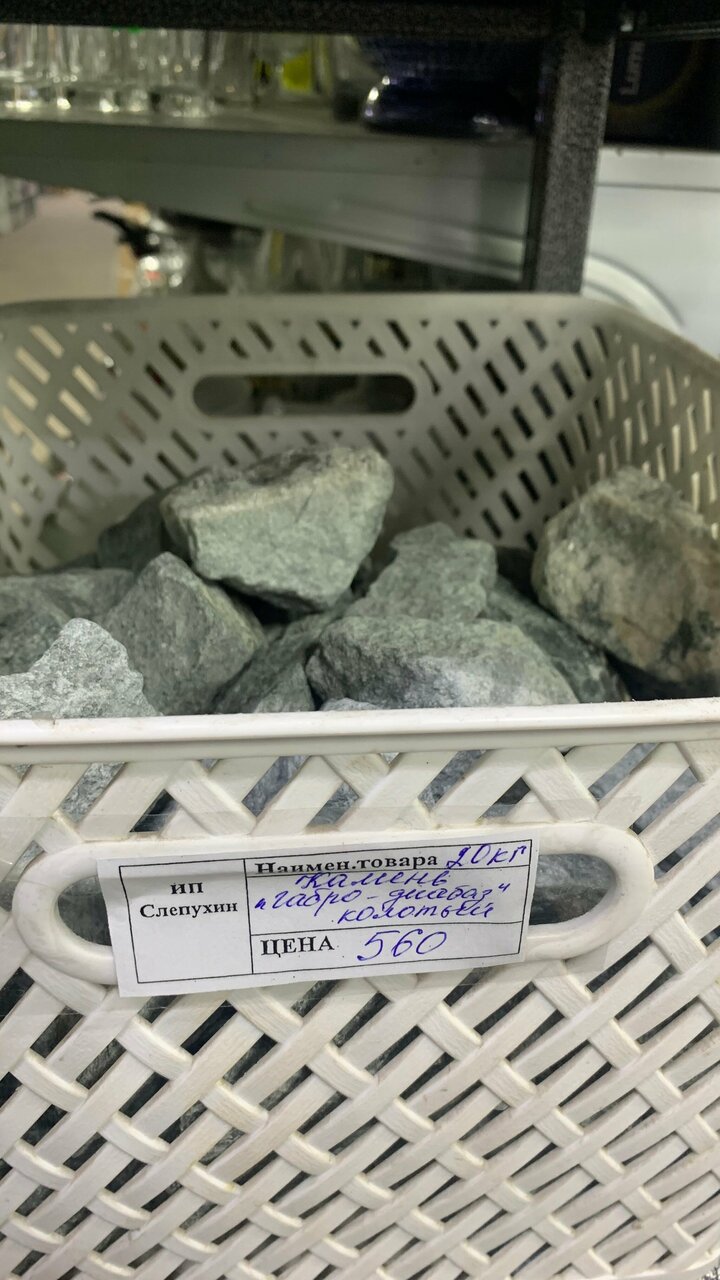 ИП
Слепухин
Наимен.товара 20кг
Камень
"Габро-диабаз"
колотый
ЦЕНА 560